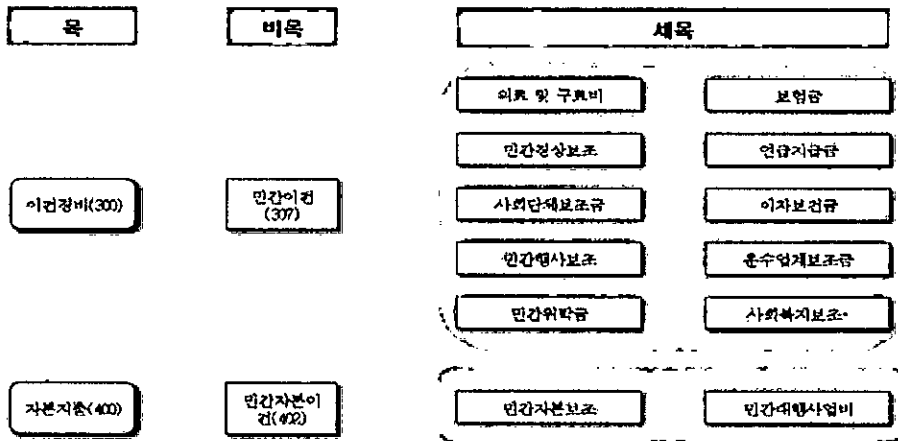 목 비목 세목
의료 및 구료비 보험금
민간경상보조 연금지급금
이전경비(300) 민간이전
(307) 사회단체보조금 이차보전금
민간행사보조 운수업계보조금
민간위탁금 사회복지보조
자본지출(400) 민간자본이
전(402) 민간자본보조 민간대행사업비